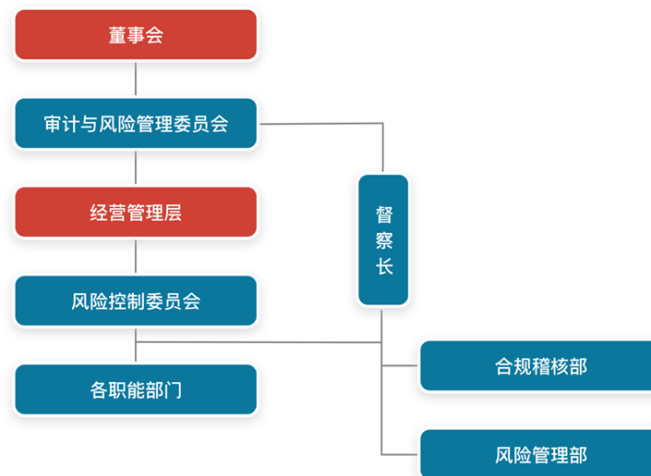 董事会
审计与风险管理委员会
经营管理层
督察长
风险控制委员会
各职能部门
合规稽核部
风险管理部